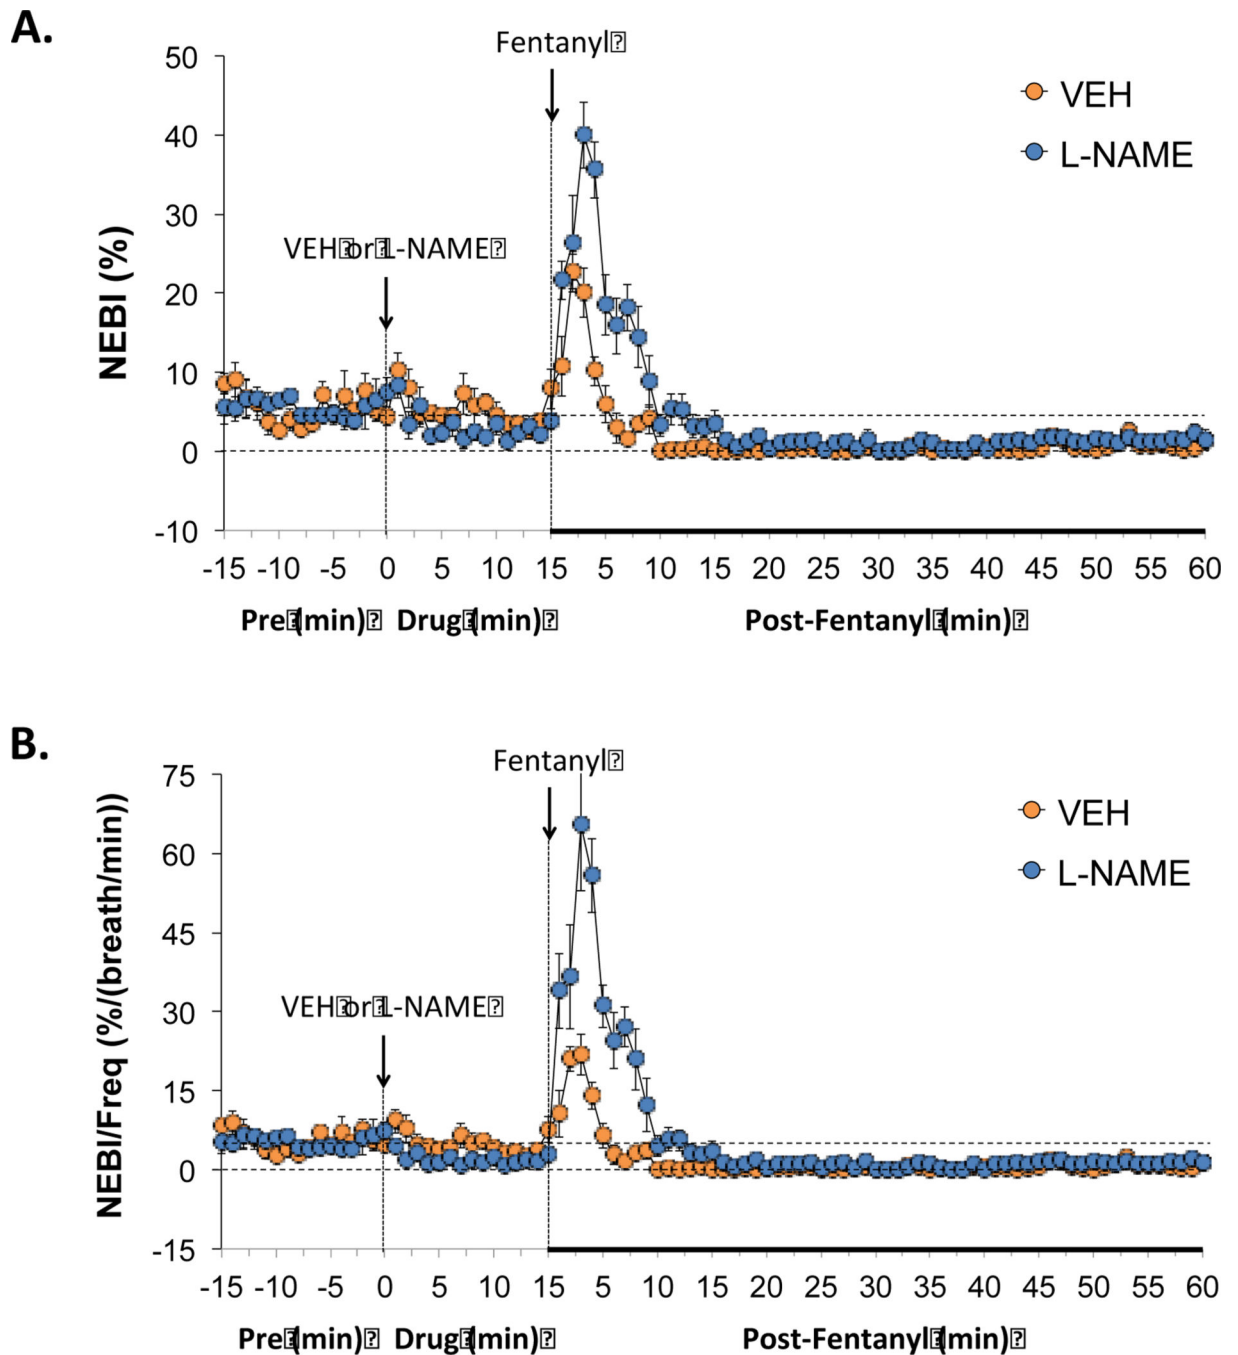 A.
Fentanyl⍰
50
40
30
20
10
0
-10
NEBI (%)
VEH
L-NAME
VEH⍰or⍰L-NAME⍰
-15 -10 -5 0 5 10 15 5 10 15 20 25 30 35 40 45 50 55 60
Pre⍰(min)⍰ Drug⍰(min)⍰ Post-Fentanyl⍰(min)⍰
B.
Fentanyl⍰
75
60
45
30
15
0
-15
NEBI/Freq (%/(breath/min))
VEH
L-NAME
VEH⍰or⍰L-NAME⍰
-15 -10 -5 0 5 10 15 5 10 15 20 25 30 35 40 45 50 55 60
Pre⍰(min)⍰ Drug⍰(min)⍰ Post-Fentanyl⍰(min)⍰